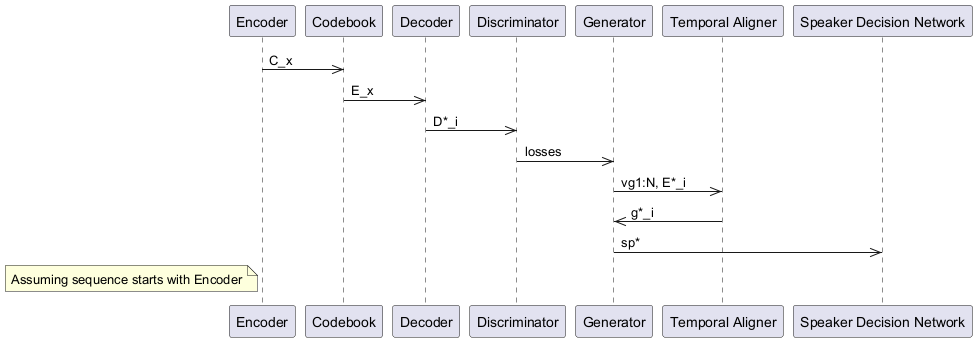 Encoder Codebook Decoder Discriminator Generator Temporal Aligner Speaker Decision Network
C_x
E_x
D*_i
losses
vg1:N, E*_i
g*_i
sp*
Assuming sequence starts with Encoder
Encoder Codebook Decoder Discriminator Generator Temporal Aligner Speaker Decision Network